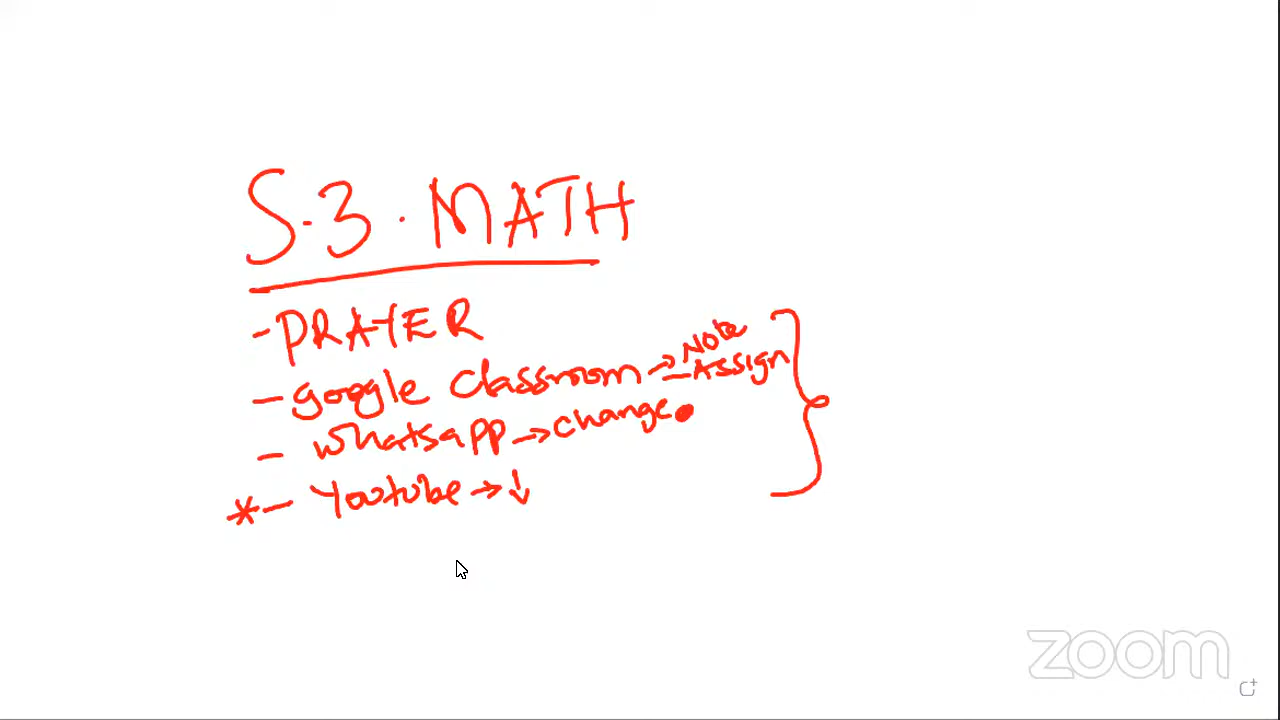 S.3. MATH
- PRAYER
- google classroom → Note
- Assign
- whatsapp → change
* - Youtube → ↓
zoom